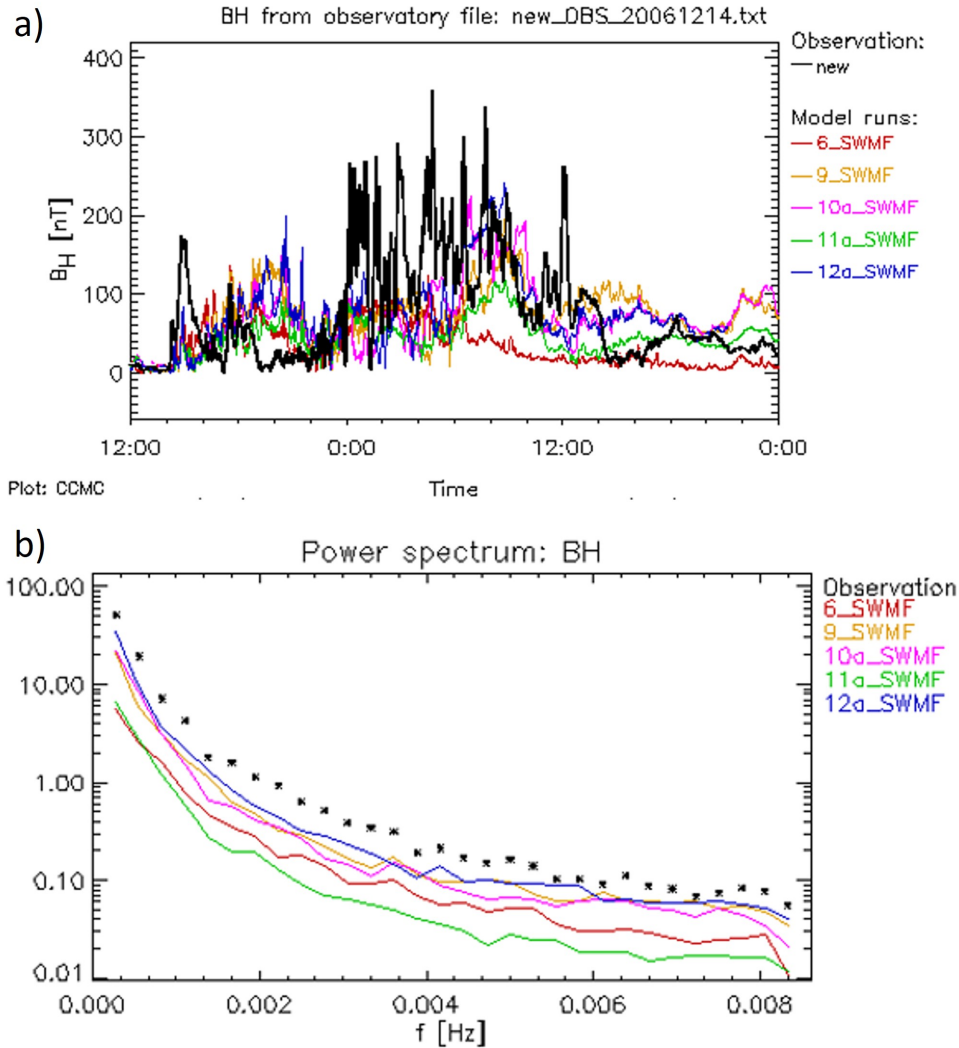 a)
BH from observatory file: new_OBS_20061214.txt
Observation:
new
Model runs:
6_SWMF
9_SWMF
10a_SWMF
11a_SWMF
12a_SWMF
400
300
200
100
0
BH [nT]
12:00 0:00 12:00 0:00
Plot: CCMC
Time
b)
Power spectrum: BH
Observation
6_SWMF
9_SWMF
10a_SWMF
11a_SWMF
12a_SWMF
100.00
10.00
1.00
0.10
0.01
0.000 0.002 0.004 0.006 0.008
f [Hz]